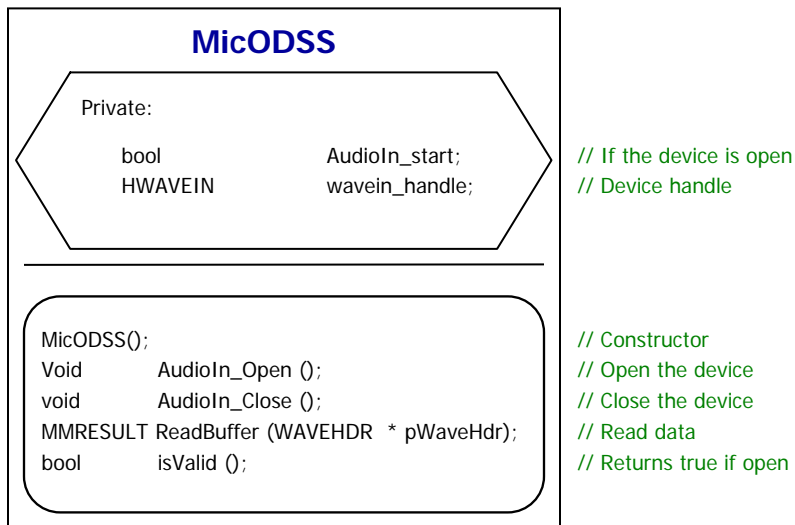 MicODSS
Private:
bool AudioIn_start; // If the device is open
HWAVEIN wavein_handle; // Device handle
MicODSS(); // Constructor
Void AudioIn_Open (); // Open the device
void AudioIn_Close (); // Close the device
MMRESULT ReadBuffer (WAVEHDR * pWaveHdr); // Read data
bool isValid (); // Returns true if open